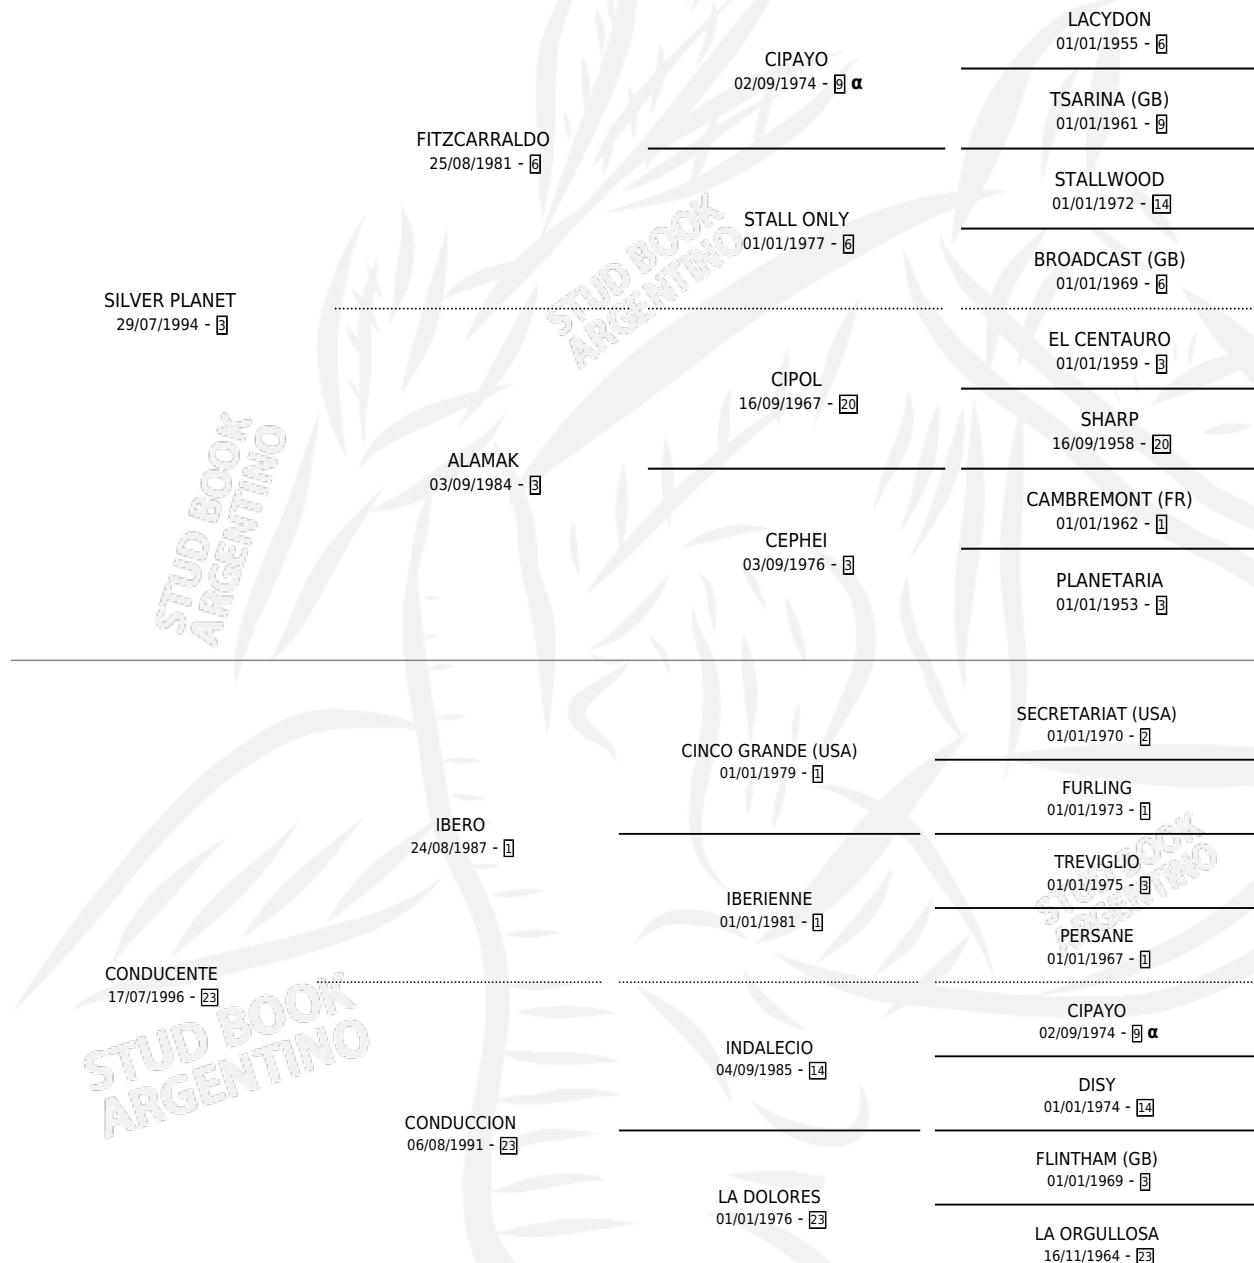 SILVER PLANET
29/07/1994 - 3
FITZCARRALDO
25/08/1981 - 6
ALAMAK
03/09/1984 - 3
CIPAYO
02/09/1974 - 9 α
STALL ONLY
01/01/1977 - 6
CIPOL
16/09/1967 - 20
CEPHEI
03/09/1976 - 3
LACYDON
01/01/1955 - 6
TSARINA (GB)
01/01/1961 - 9
STALLWOOD
01/01/1972 - 14
BROADCAST (GB)
01/01/1969 - 6
EL CENTAURO
01/01/1959 - 3
SHARP
16/09/1958 - 20
CAMBREMONT (FR)
01/01/1962 - 1
PLANETARIA
01/01/1953 - 3
CONDUCENTE
17/07/1996 - 23
IBERO
24/08/1987 - 1
CONDUCCION
06/08/1991 - 23
CINCO GRANDE (USA)
01/01/1979 - 1
IBERIENNE
01/01/1981 - 1
INDALECIO
04/09/1985 - 14
LA DOLORES
01/01/1976 - 23
SECRETARIAT (USA)
01/01/1970 - 2
FURLING
01/01/1973 - 1
TREVIGLIO
01/01/1975 - 3
PERSANE
01/01/1967 - 1
CIPAYO
02/09/1974 - 9 α
DISY
01/01/1974 - 14
FLINTHAM (GB)
01/01/1969 - 3
LA ORGULLOSA
16/11/1964 - 23
STUD BOOK
ARGENTINO
STUD BOOK
ARGENTINO
STUD BOOK
ARGENTINO
STUD BOOK
ARGENTINO